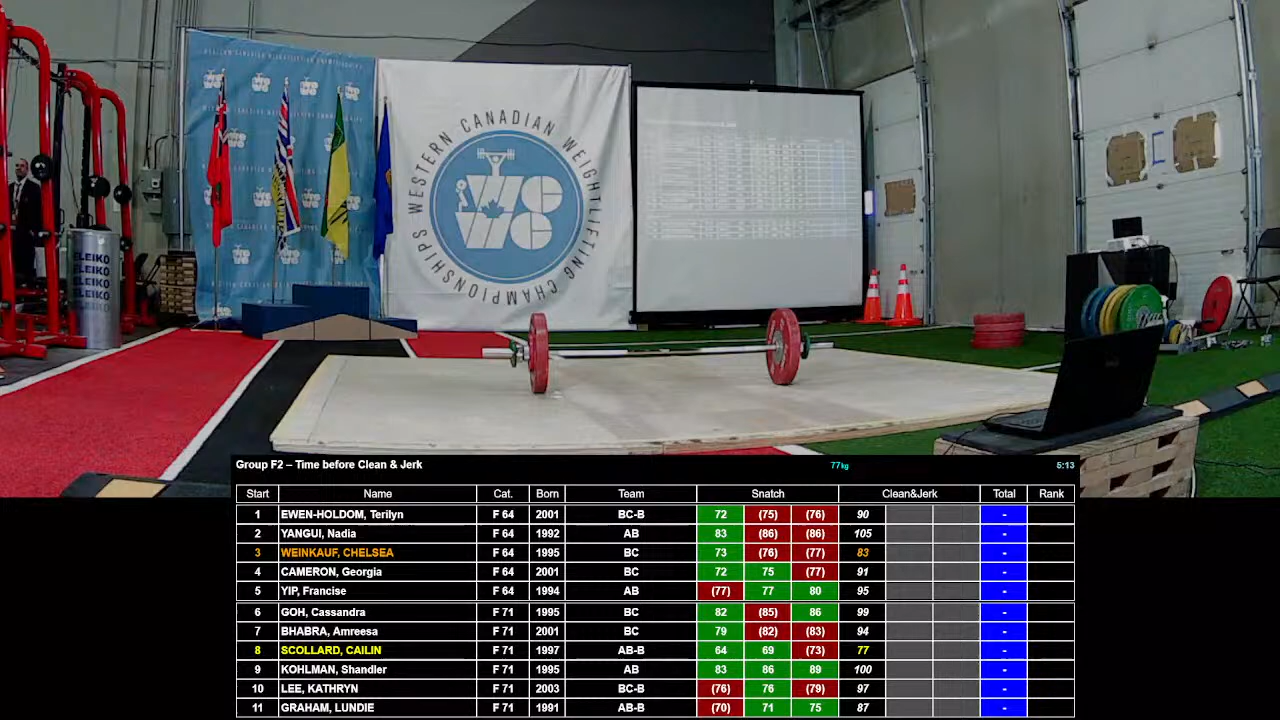 WESTERN CANADIAN WEIGHTLIFTING CHAMPIONSHIPS
WC
WC
ELEIKO
ELEIKO
ELEIKO
ELEIKO
Group F2 – Time before Clean & Jerk 77kg 5:13
Start Name Cat. Born Team Snatch Clean&Jerk Total Rank
1 EWEN-HOLDOM, Terilyn F 64 2001 BC-B 72 (75) (76) 90 -
2 YANGUI, Nadia F 64 1992 AB 83 (86) (86) 105 -
3 WEINKAUF, CHELSEA F 64 1995 BC 73 (76) (77) 83 -
4 CAMERON, Georgia F 64 2001 BC 72 75 (77) 91 -
5 YIP, Francise F 64 1994 AB (77) 77 80 95 -
6 GOH, Cassandra F 71 1995 BC 82 (85) 86 99 -
7 BHABRA, Amreesa F 71 2001 BC 79 (82) (83) 94 -
8 SCOLLARD, CAILIN F 71 1997 AB-B 64 69 (73) 77 -
9 KOHLMAN, Shandler F 71 1995 AB 83 86 89 100 -
10 LEE, KATHRYN F 71 2003 BC-B (76) 76 (79) 97 -
11 GRAHAM, LUNDIE F 71 1991 AB-B (70) 71 75 87 -